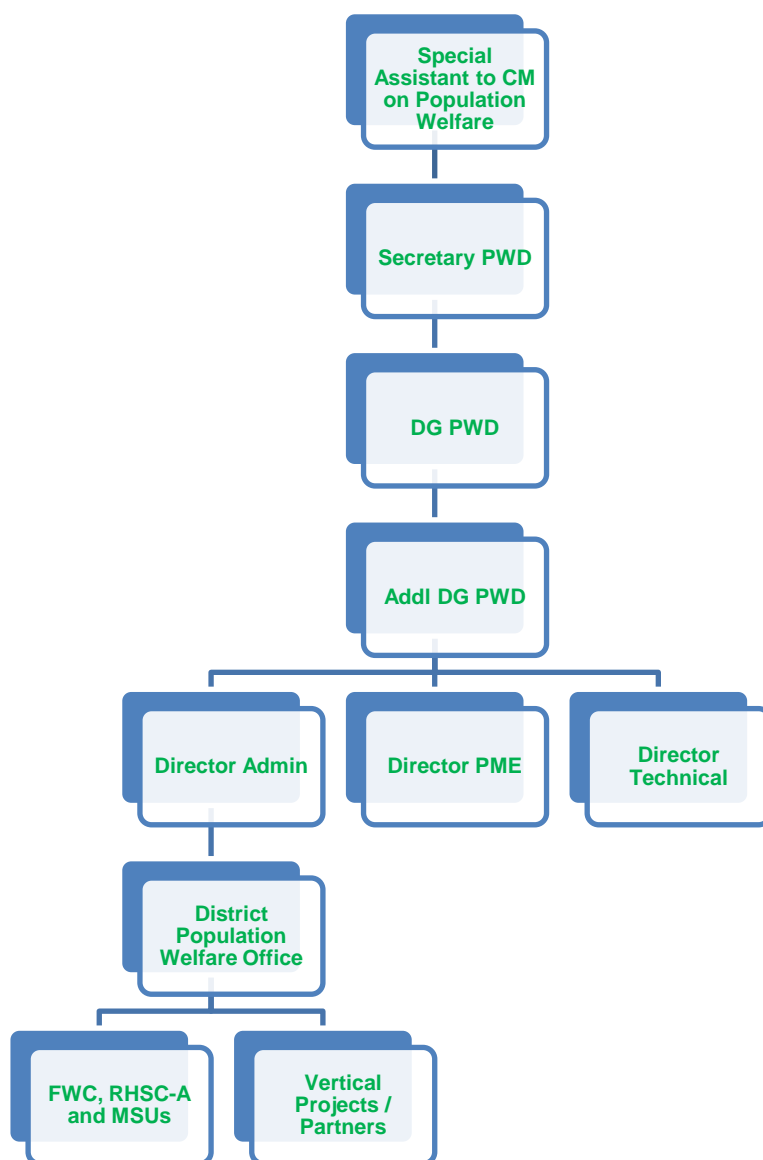 Special
Assistant to CM
on Population
Welfare
Secretary PWD
DG PWD
Addl DG PWD
Director Admin
Director PME
Director
Technical
District
Population
Welfare Office
FWC, RHSC-A
and MSUs
Vertical
Projects /
Partners